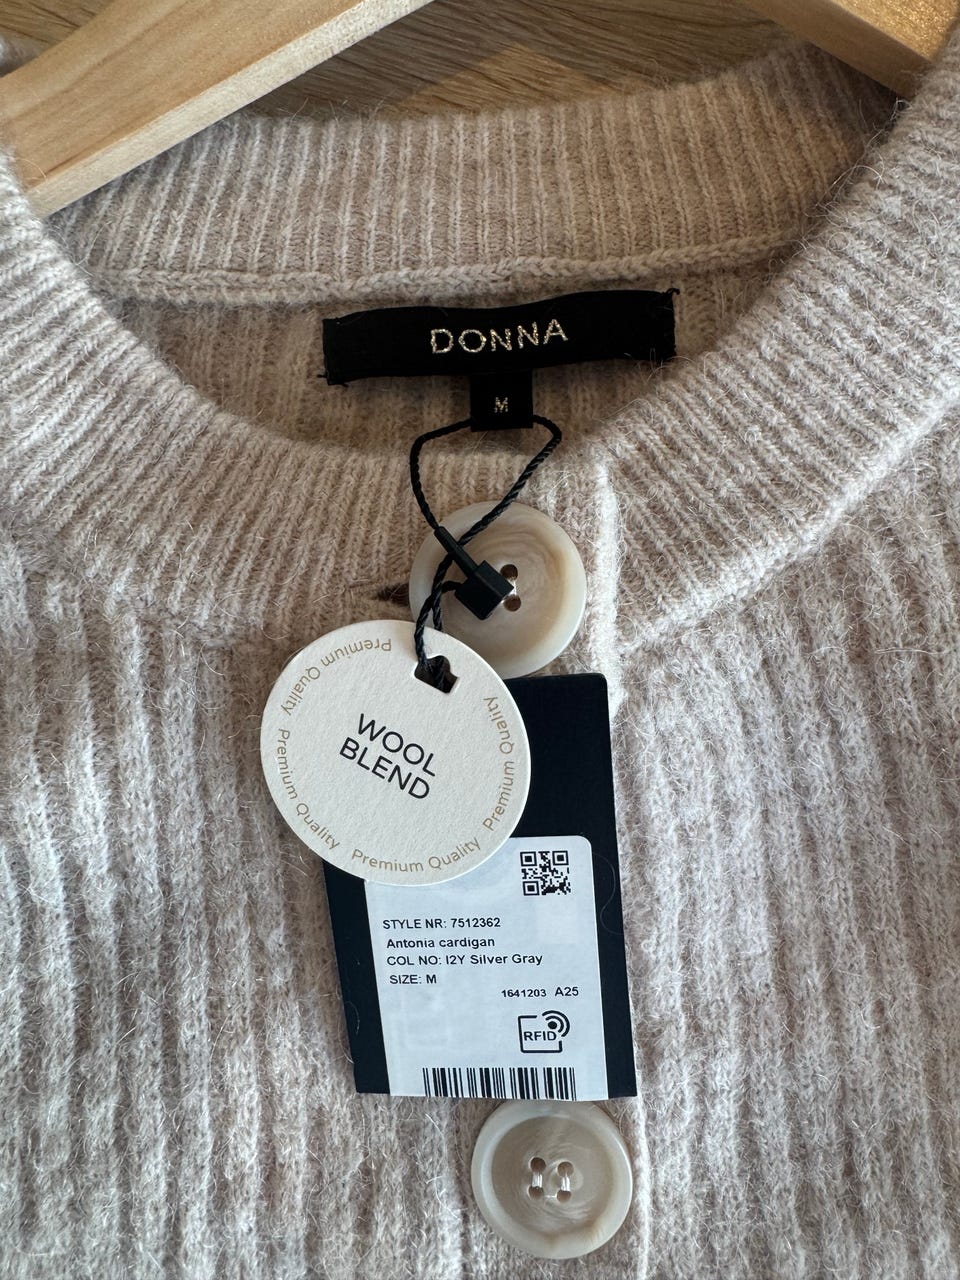 DONNA
M
WOOL
BLEND
Premium Quality
Premium Quality
Premium Quality
Premium Quality
STYLE NR: 7512362
Antonia cardigan
COL NO: I2Y Silver Gray
SIZE: M
1641203 A25
RFID